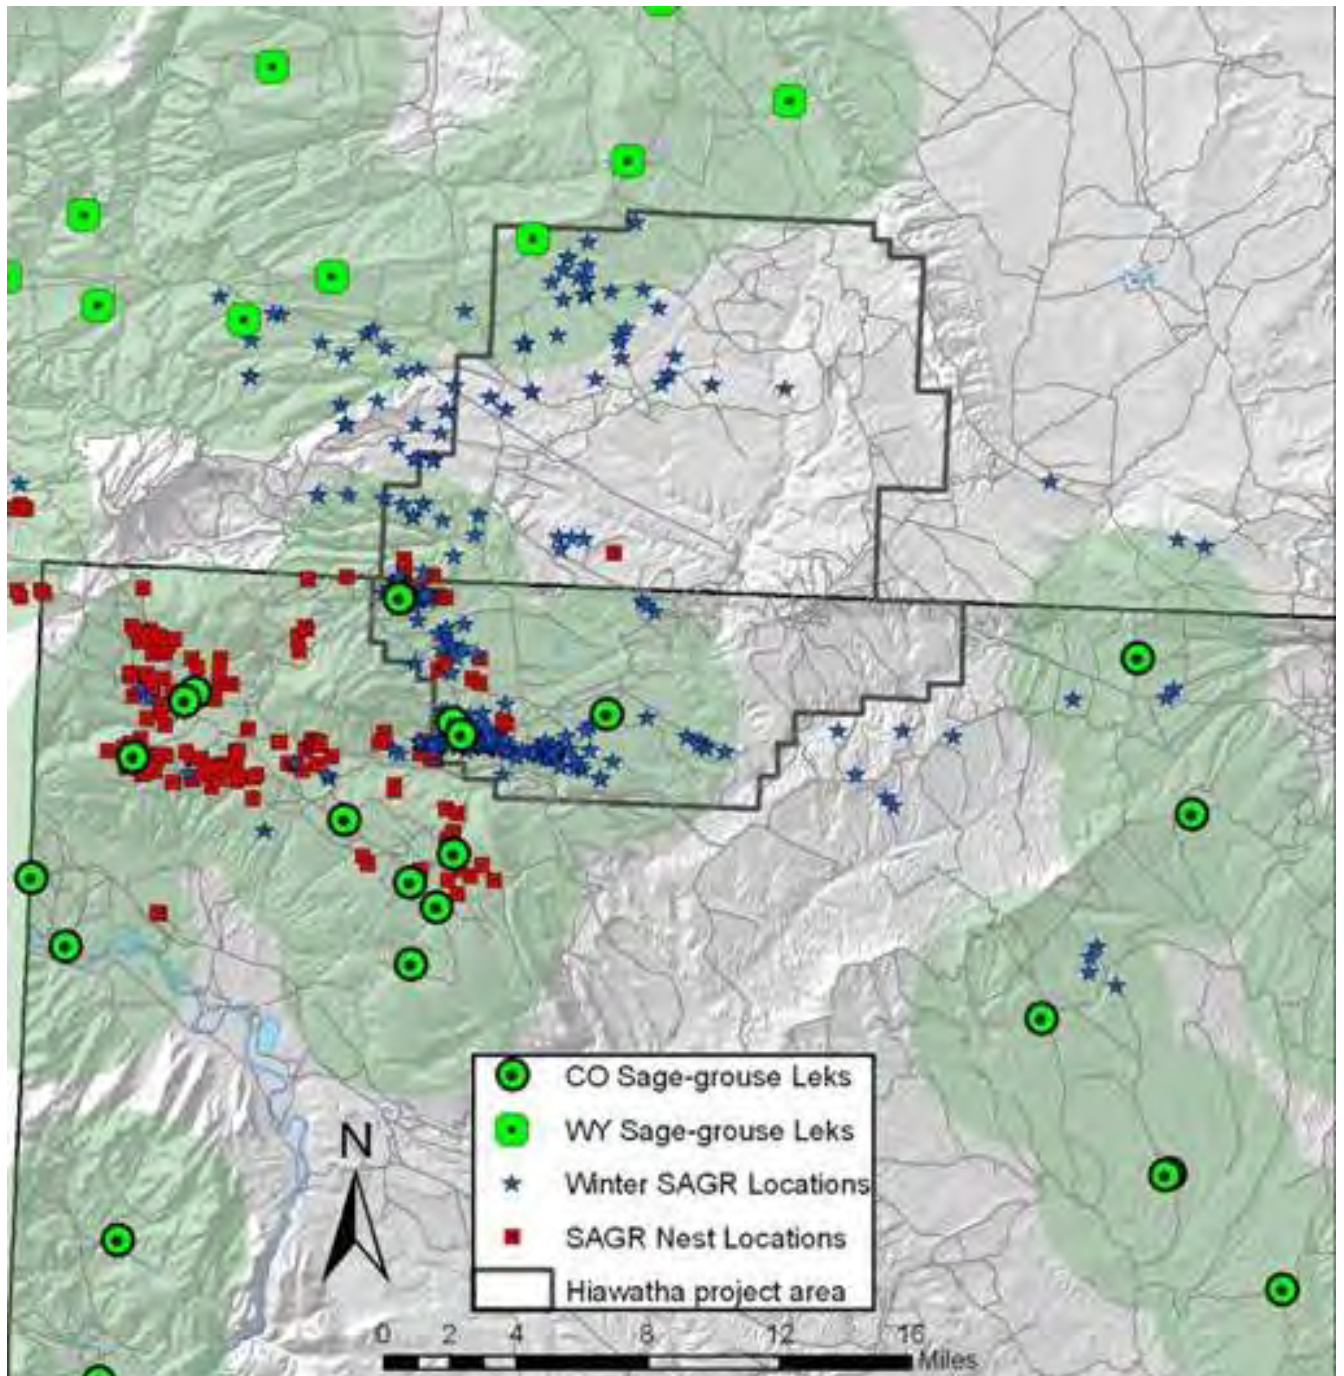 CO Sage-grouse Leks
WY Sage-grouse Leks
N
Winter SAGR Locations
SAGR Nest Locations
Hiawatha project area
0 2 4 8 12 16
Miles